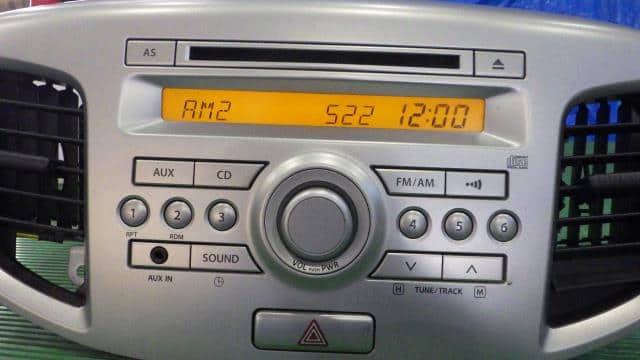 AS
AM2 522 12:00
AUX CD FM/AM
1 2 3 4 5 6
RPT RDM
SOUND
AUX IN
VOL PUSH PWR
H TUNE/TRACK M